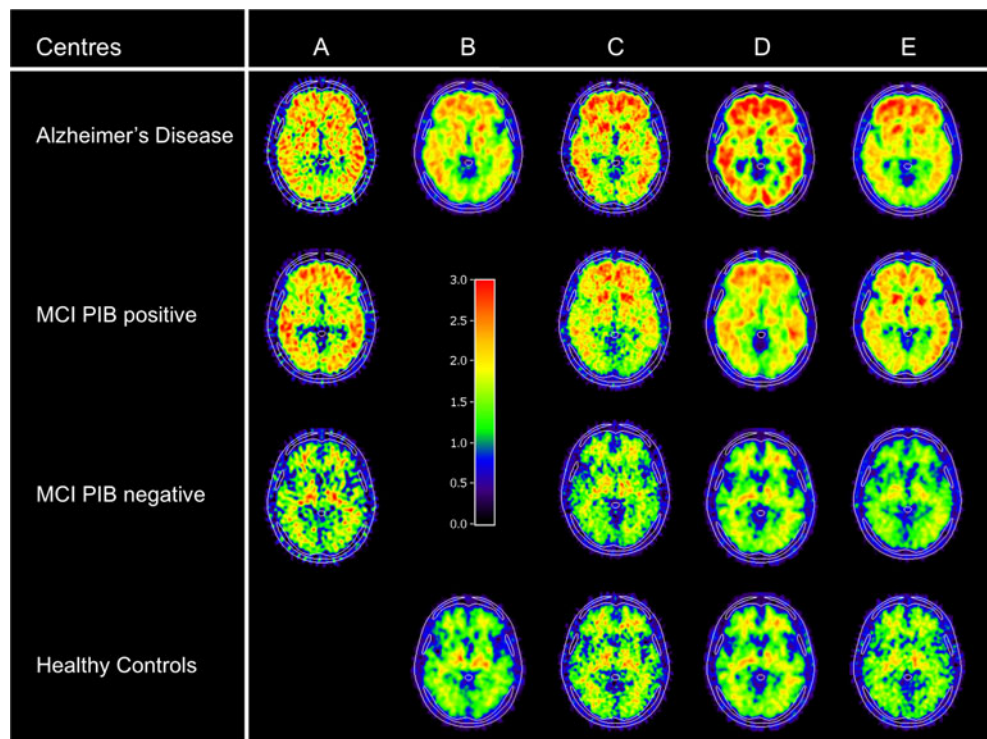 Centres A B C D E
Alzheimer's Disease
MCI PIB positive
3.0
2.5
2.0
1.5
1.0
0.5
0.0
MCI PIB negative
Healthy Controls